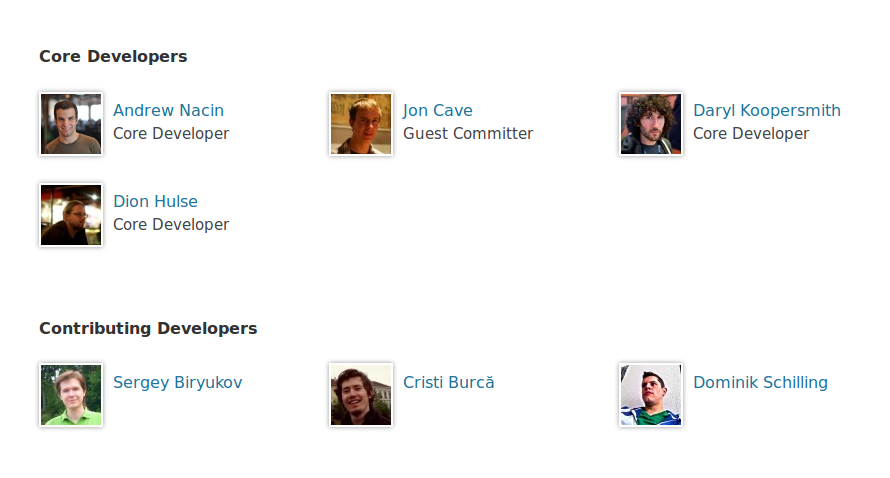 Core Developers
Andrew Nacin
Core Developer
Jon Cave
Guest Committer
Daryl Koopersmith
Core Developer
Dion Hulse
Core Developer
Contributing Developers
Sergey Biryukov
Cristi Burcă
Dominik Schilling